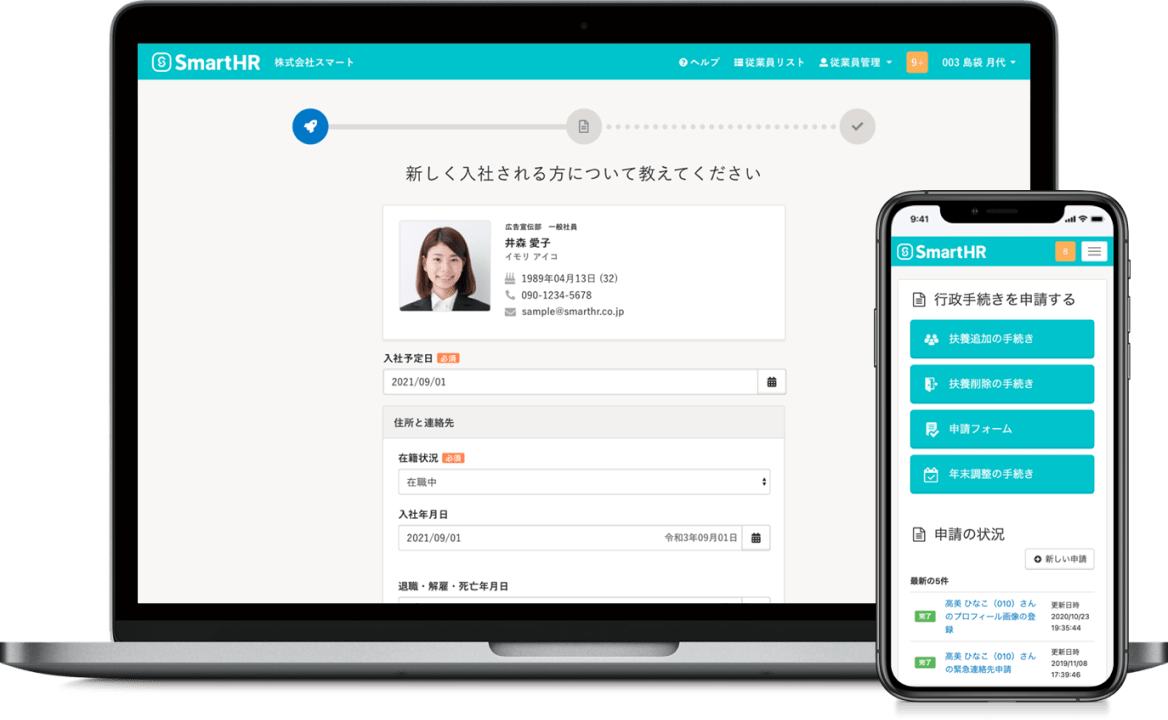 SmartHR 株式会社スマート ヘルプ 従業員リスト 従業員管理 9+ 003 島袋 月代
新しく入社される方について教えてください
広告宣伝部 一般社員
井森 愛子
イモリ アイコ
1989年04月13日 (32)
090-1234-5678
sample@smarthr.co.jp
入社予定日 必須
2021/09/01
住所と連絡先
在籍状況 必須
在職中
入社年月日
2021/09/01 令和3年09月01日
退職・解雇・死亡年月日
9:41
SmartHR 8
行政手続きを申請する
扶養追加の手続き
扶養削除の手続き
申請フォーム
年末調整の手続き
申請の状況
新しい申請
最新の5件
完了
高美 ひなこ（010）さん
のプロフィール画像の登
録
更新日時
2020/10/23
19:35:44
完了
高美 ひなこ（010）さん
の緊急連絡先申請
更新日時
2019/11/08
17:39:46